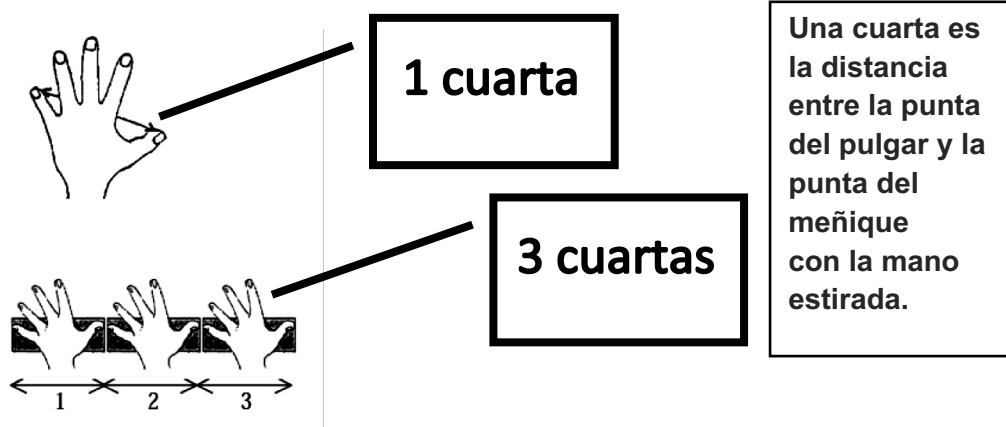 1 cuarta
3 cuartas
1 2 3
Una cuarta es
la distancia
entre la punta
del pulgar y la
punta del
meñique
con la mano
estirada.